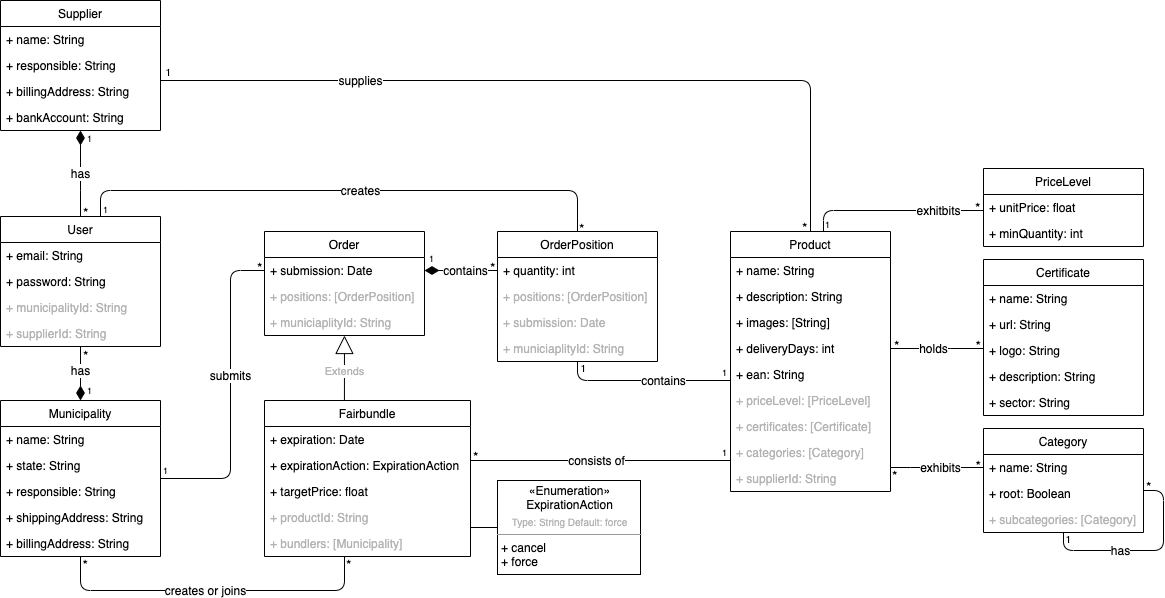 Supplier
+ name: String
+ responsible: String
+ billingAddress: String
+ bankAccount: String
1
supplies
*
1
has
*
User
+ email: String
+ password: String
+ municipalityId: String
+ supplierId: String
1
creates
*
*
has
1
Municipality
+ name: String
+ state: String
+ responsible: String
+ shippingAddress: String
+ billingAddress: String
1
submits
*
*
creates or joins
*
Order
+ submission: Date
+ positions: [OrderPosition]
+ municiaplityId: String
1
contains
*
Extends
Fairbundle
+ expiration: Date
+ expirationAction: ExpirationAction
+ targetPrice: float
+ productId: String
+ bundlers: [Municipality]
*
consists of
1
OrderPosition
+ quantity: int
+ positions: [OrderPosition]
+ submission: Date
+ municiaplityId: String
1
contains
1
«Enumeration»
ExpirationAction
Type: String Default: force
+ cancel
+ force
Product
+ name: String
+ description: String
+ images: [String]
+ deliveryDays: int
+ ean: String
+ priceLevel: [PriceLevel]
+ certificates: [Certificate]
+ categories: [Category]
+ supplierId: String
1
exhitbits
*
PriceLevel
+ unitPrice: float
+ minQuantity: int
*
holds
*
Certificate
+ name: String
+ url: String
+ logo: String
+ description: String
+ sector: String
*
exhibits
*
Category
+ name: String
+ root: Boolean
+ subcategories: [Category]
*
1
has